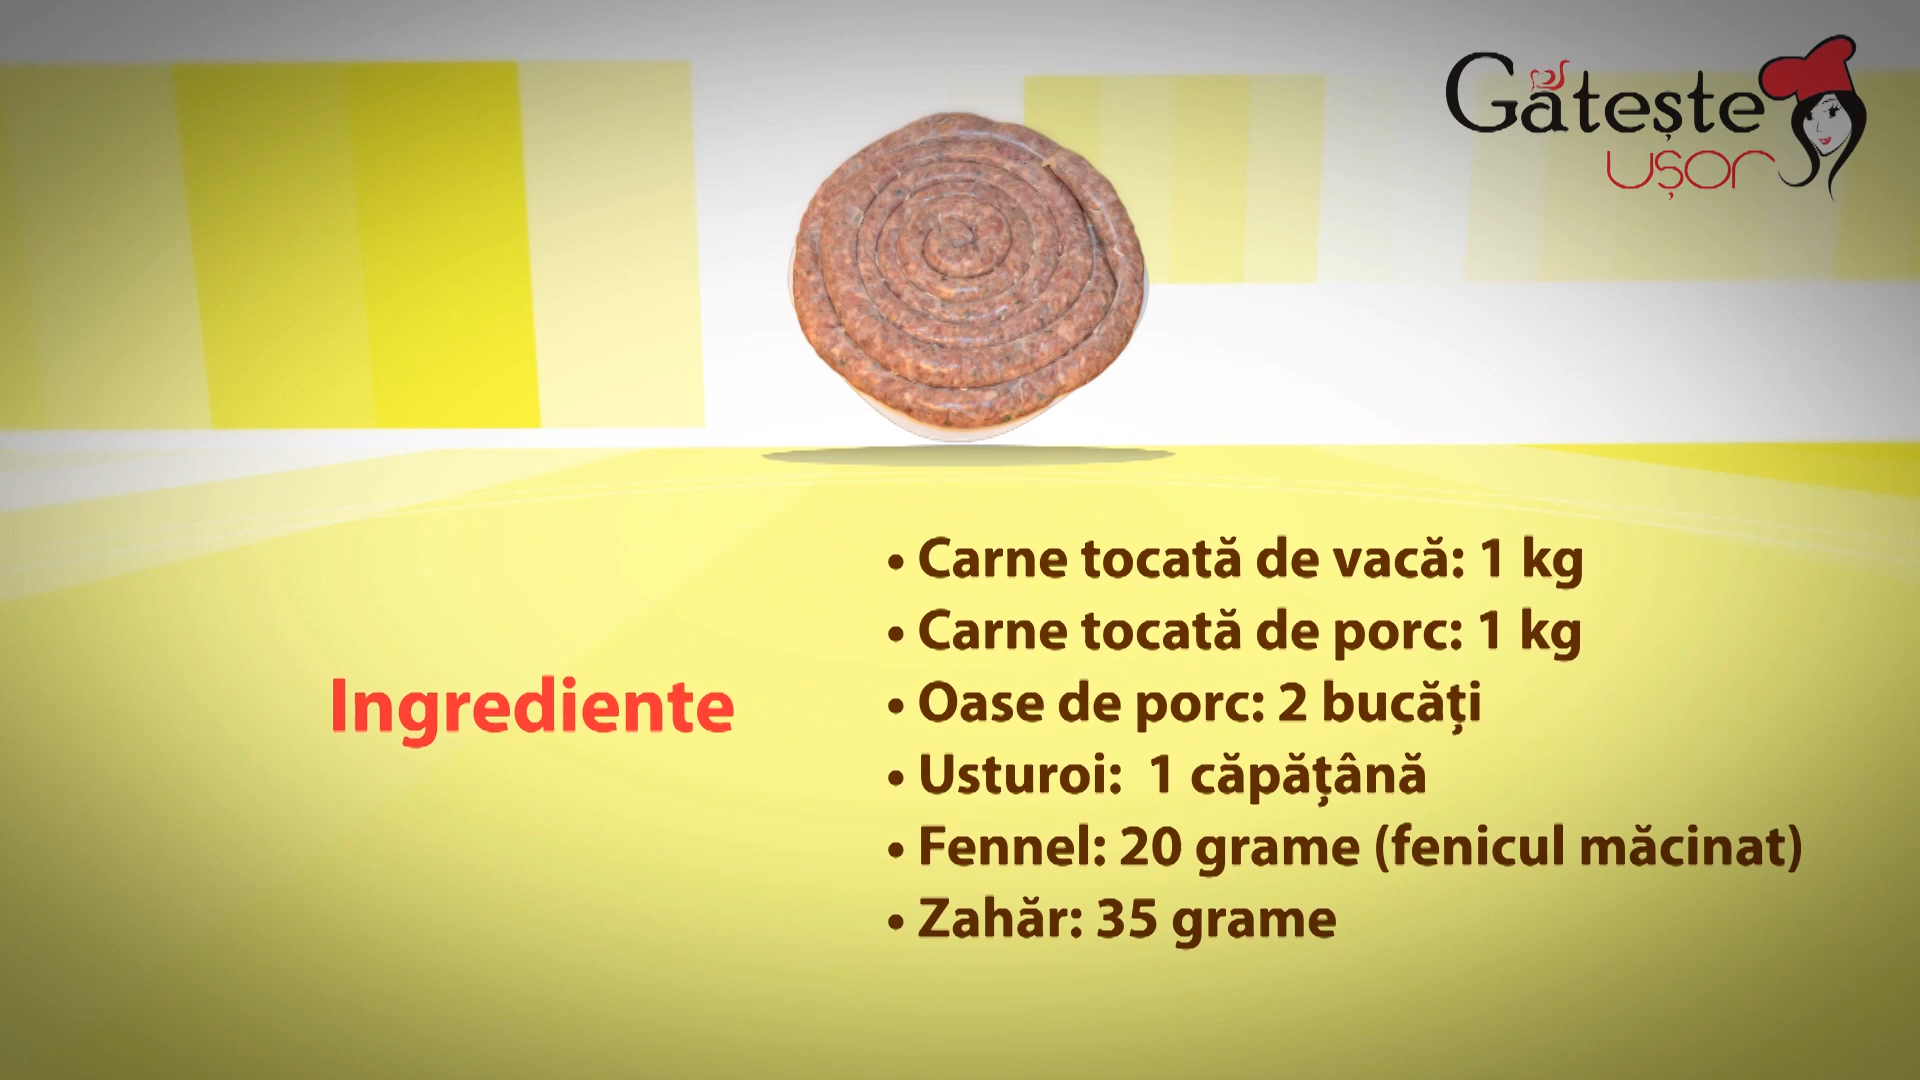 Gătește
ușor
Ingrediente
• Carne tocată de vacă: 1 kg
• Carne tocată de porc: 1 kg
• Oase de porc: 2 bucăți
• Usturoi:  1 căpățână
• Fennel: 20 grame (fenicul măcinat)
• Zahăr: 35 grame